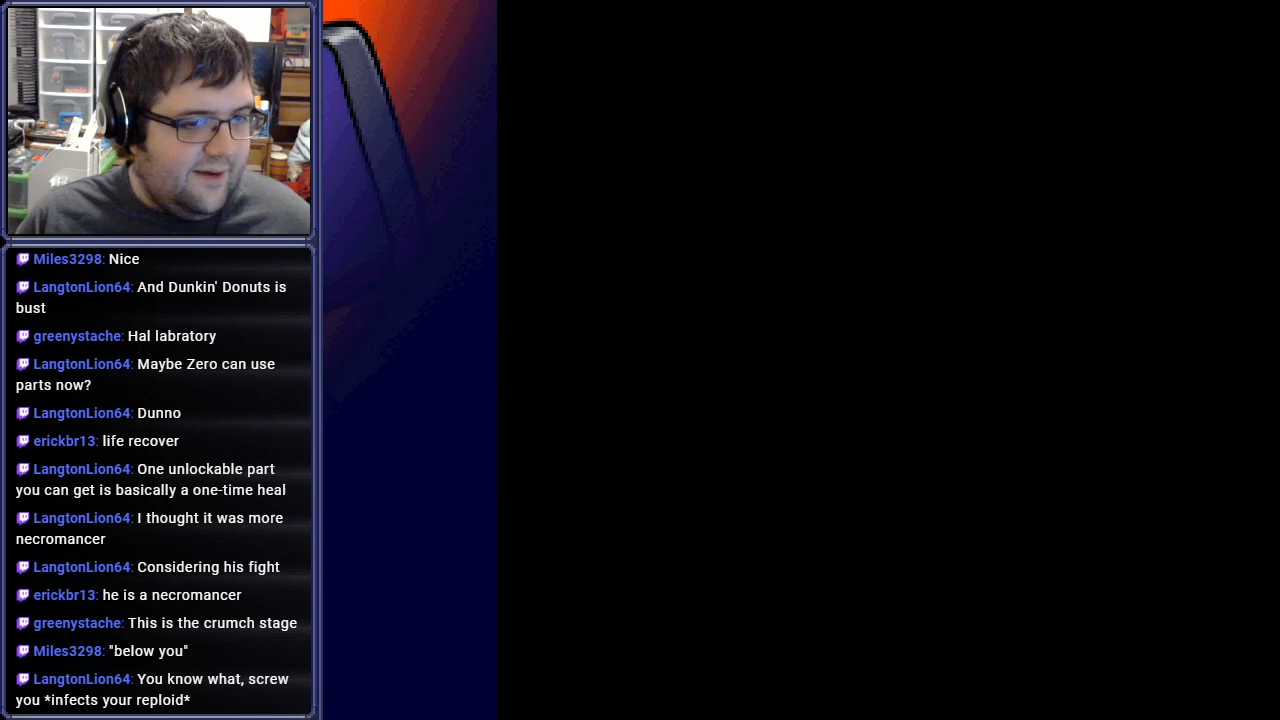 Miles3298: Nice
LangtonLion64: And Dunkin' Donuts is
bust
greenystache: Hal labratory
LangtonLion64: Maybe Zero can use
parts now?
LangtonLion64: Dunno
erickbr13: life recover
LangtonLion64: One unlockable part
you can get is basically a one-time heal
LangtonLion64: I thought it was more
necromancer
LangtonLion64: Considering his fight
erickbr13: he is a necromancer
greenystache: This is the crumch stage
Miles3298: "below you"
LangtonLion64: You know what, screw
you *infects your reploid*